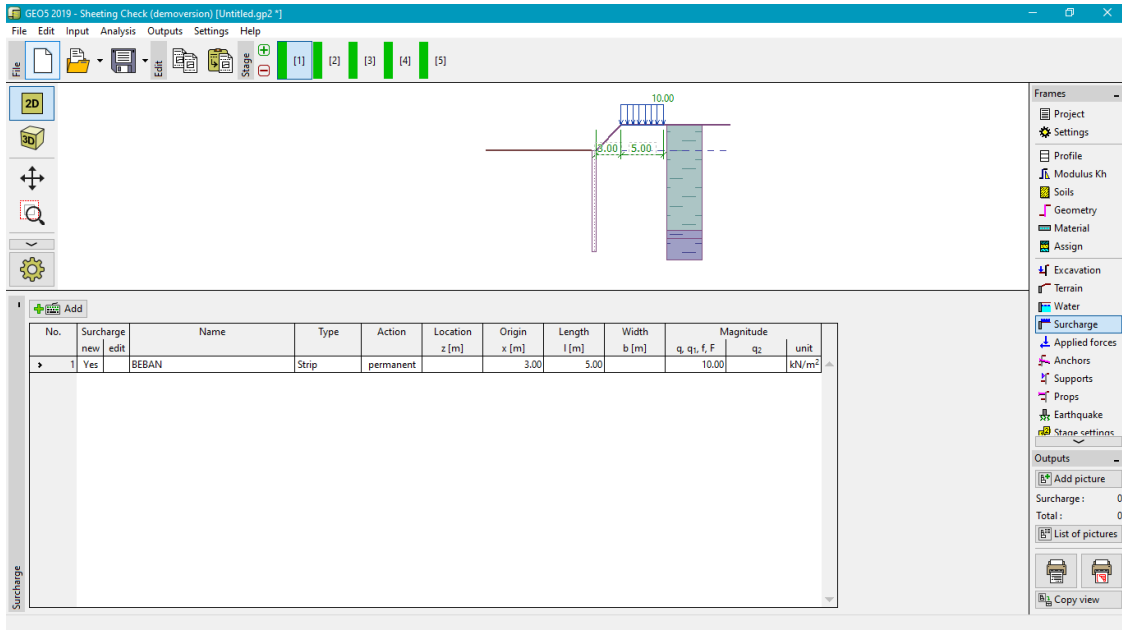 GEO5 2019 - Sheeting Check (demoversion) [Untitled.gp2 *]
File Edit Input Analysis Outputs Settings Help
File
Edit
Stage
[1] [2] [3] [4] [5]
2D
3D
10.00
3.00 5.00
Add
No. Surcharge Name Type Action Location Origin Length Width Magnitude
new edit z [m] x [m] l [m] b [m] q, q1, f, F q2 unit
1 Yes BEBAN Strip permanent 3.00 5.00 10.00 kN/m²
Surcharge
Frames
Project
Settings
Profile
Modulus Kh
Soils
Geometry
Material
Assign
Excavation
Terrain
Water
Surcharge
Applied forces
Anchors
Supports
Props
Earthquake
Stage settings
Outputs
Add picture
Surcharge : 0
Total : 0
List of pictures
Copy view